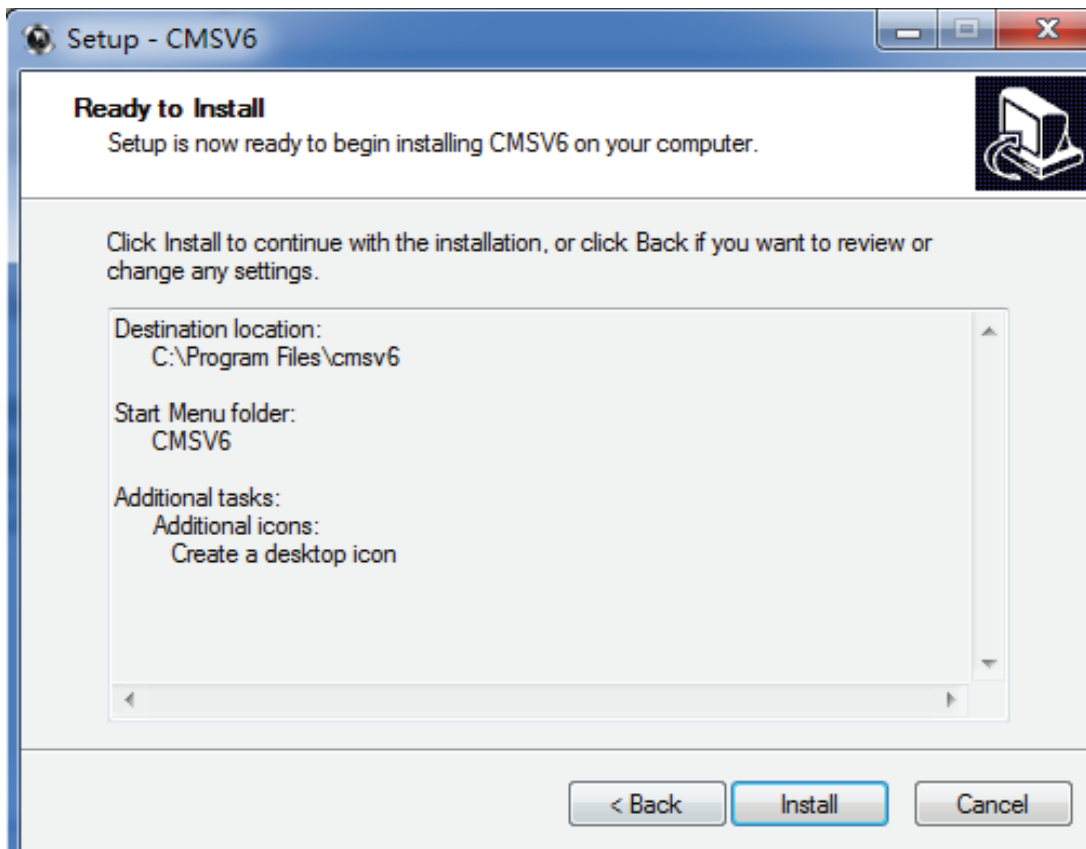 Setup - CMSV6
Ready to Install
Setup is now ready to begin installing CMSV6 on your computer.
Click Install to continue with the installation, or click Back if you want to review or
change any settings.
Destination location:
C:\Program Files\cmsv6
Start Menu folder:
CMSV6
Additional tasks:
Additional icons:
Create a desktop icon
< Back
Install
Cancel